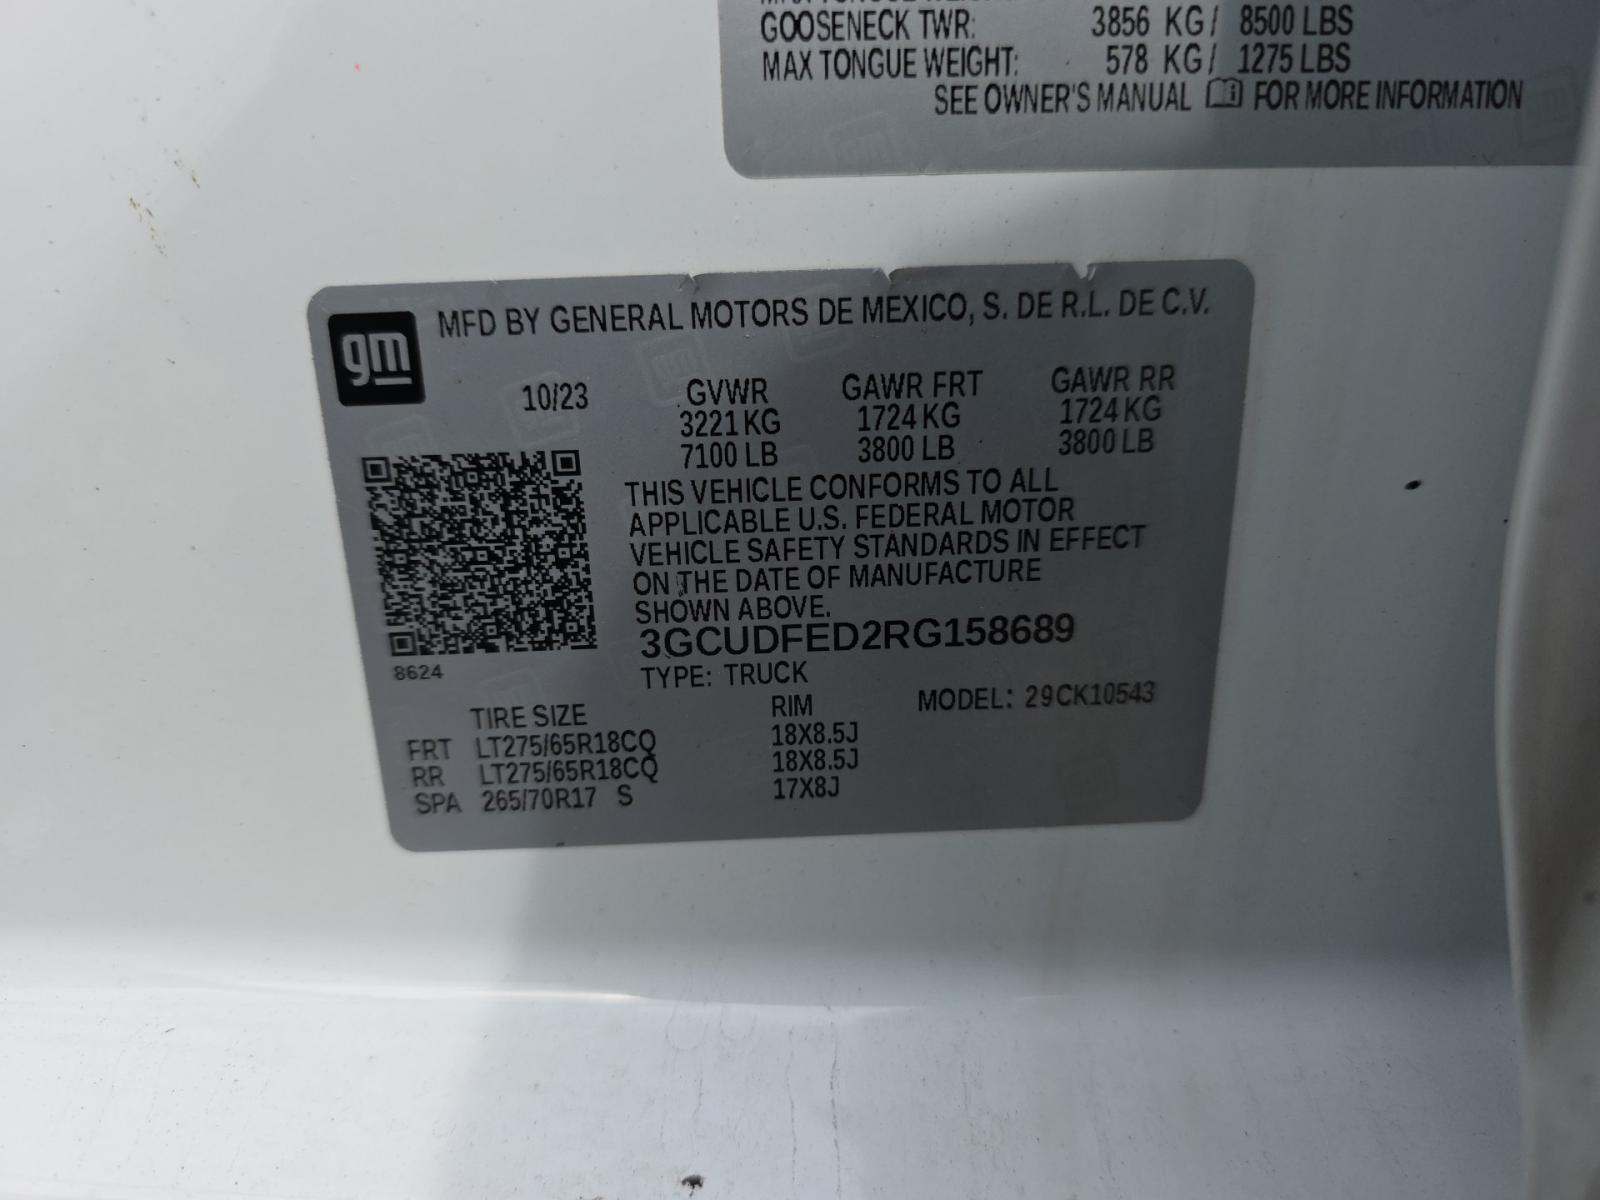 GOOSENECK TWR: 3856 KG/ 8500 LBS
MAX TONGUE WEIGHT: 578 KG/ 1275 LBS
SEE OWNER'S MANUAL FOR MORE INFORMATION
gm
MFD BY GENERAL MOTORS DE MEXICO, S. DE R.L. DE C.V.
10/23 GVWR GAWR FRT GAWR RR
3221 KG 1724 KG 1724 KG
7100 LB 3800 LB 3800 LB
THIS VEHICLE CONFORMS TO ALL
APPLICABLE U.S. FEDERAL MOTOR
VEHICLE SAFETY STANDARDS IN EFFECT
ON THE DATE OF MANUFACTURE
SHOWN ABOVE.
3GCUDFED2RG158689
8624
TYPE: TRUCK
MODEL: 29CK10543
TIRE SIZE RIM
FRT LT275/65R18CQ 18X8.5J
RR LT275/65R18CQ 18X8.5J
SPA 265/70R17 S 17X8J